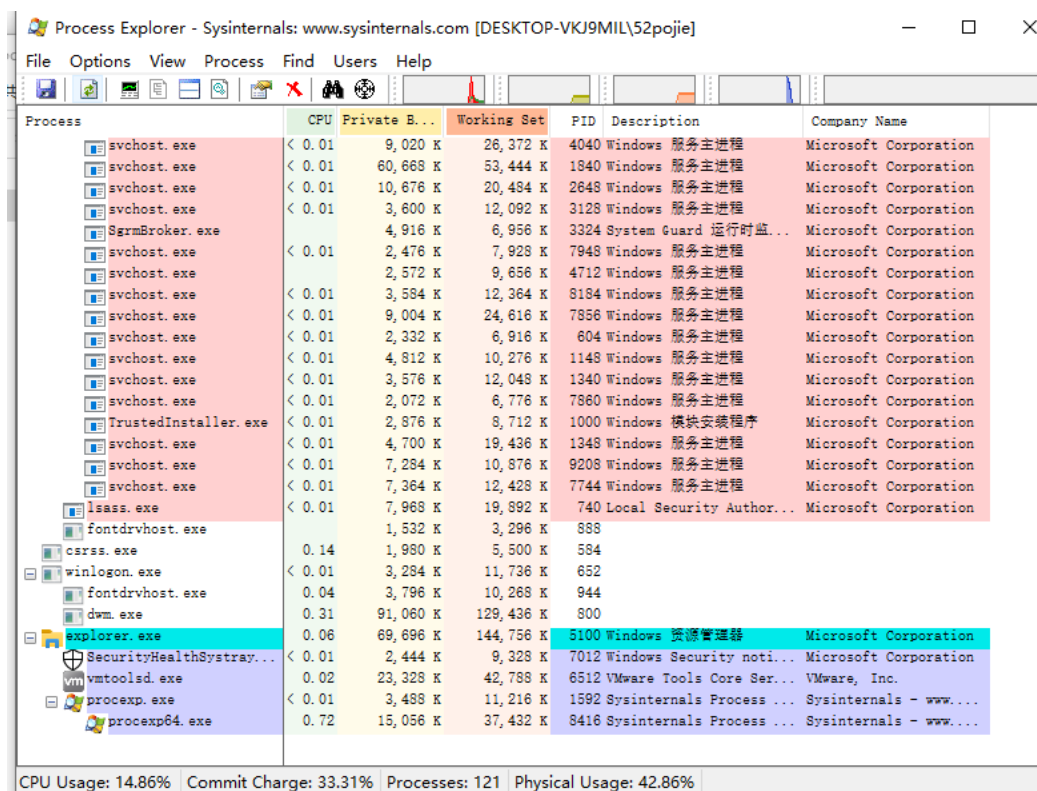 Process Explorer - Sysinternals: www.sysinternals.com [DESKTOP-VKJ9MIL\52pojie]
File Options View Process Find Users Help
Process CPU Private B... Working Set PID Description Company Name
svchost.exe < 0.01 9,020 K 26,372 K 4040 Windows 服务主进程 Microsoft Corporation
svchost.exe < 0.01 60,668 K 53,444 K 1840 Windows 服务主进程 Microsoft Corporation
svchost.exe < 0.01 10,676 K 20,484 K 2648 Windows 服务主进程 Microsoft Corporation
svchost.exe < 0.01 3,600 K 12,092 K 3128 Windows 服务主进程 Microsoft Corporation
SgrmBroker.exe 4,916 K 6,956 K 3324 System Guard 运行时监... Microsoft Corporation
svchost.exe < 0.01 2,476 K 7,928 K 7948 Windows 服务主进程 Microsoft Corporation
svchost.exe 2,572 K 9,656 K 4712 Windows 服务主进程 Microsoft Corporation
svchost.exe < 0.01 3,584 K 12,364 K 8184 Windows 服务主进程 Microsoft Corporation
svchost.exe < 0.01 9,004 K 24,616 K 7856 Windows 服务主进程 Microsoft Corporation
svchost.exe < 0.01 2,332 K 6,916 K 604 Windows 服务主进程 Microsoft Corporation
svchost.exe < 0.01 4,812 K 10,276 K 1148 Windows 服务主进程 Microsoft Corporation
svchost.exe < 0.01 3,576 K 12,048 K 1340 Windows 服务主进程 Microsoft Corporation
svchost.exe < 0.01 2,072 K 6,776 K 7860 Windows 服务主进程 Microsoft Corporation
TrustedInstaller.exe < 0.01 2,876 K 8,712 K 1000 Windows 模块安装程序 Microsoft Corporation
svchost.exe < 0.01 4,700 K 19,436 K 1348 Windows 服务主进程 Microsoft Corporation
svchost.exe < 0.01 7,284 K 10,876 K 9208 Windows 服务主进程 Microsoft Corporation
svchost.exe < 0.01 7,364 K 12,428 K 7744 Windows 服务主进程 Microsoft Corporation
lsass.exe < 0.01 7,968 K 19,892 K 740 Local Security Author... Microsoft Corporation
fontdrvhost.exe 1,532 K 3,296 K 888
csrss.exe 0.14 1,980 K 5,500 K 584
winlogon.exe < 0.01 3,284 K 11,736 K 652
fontdrvhost.exe 0.04 3,796 K 10,268 K 944
dwm.exe 0.31 91,060 K 129,436 K 800
explorer.exe 0.06 69,696 K 144,756 K 5100 Windows 资源管理器 Microsoft Corporation
SecurityHealthSystray... < 0.01 2,444 K 9,328 K 7012 Windows Security noti... Microsoft Corporation
vm vmtoolsd.exe 0.02 23,328 K 42,788 K 6512 VMware Tools Core Ser... VMware, Inc.
procexp.exe < 0.01 3,488 K 11,216 K 1592 Sysinternals Process ... Sysinternals - www....
procexp64.exe 0.72 15,056 K 37,432 K 8416 Sysinternals Process ... Sysinternals - www....
CPU Usage: 14.86% Commit Charge: 33.31% Processes: 121 Physical Usage: 42.86%